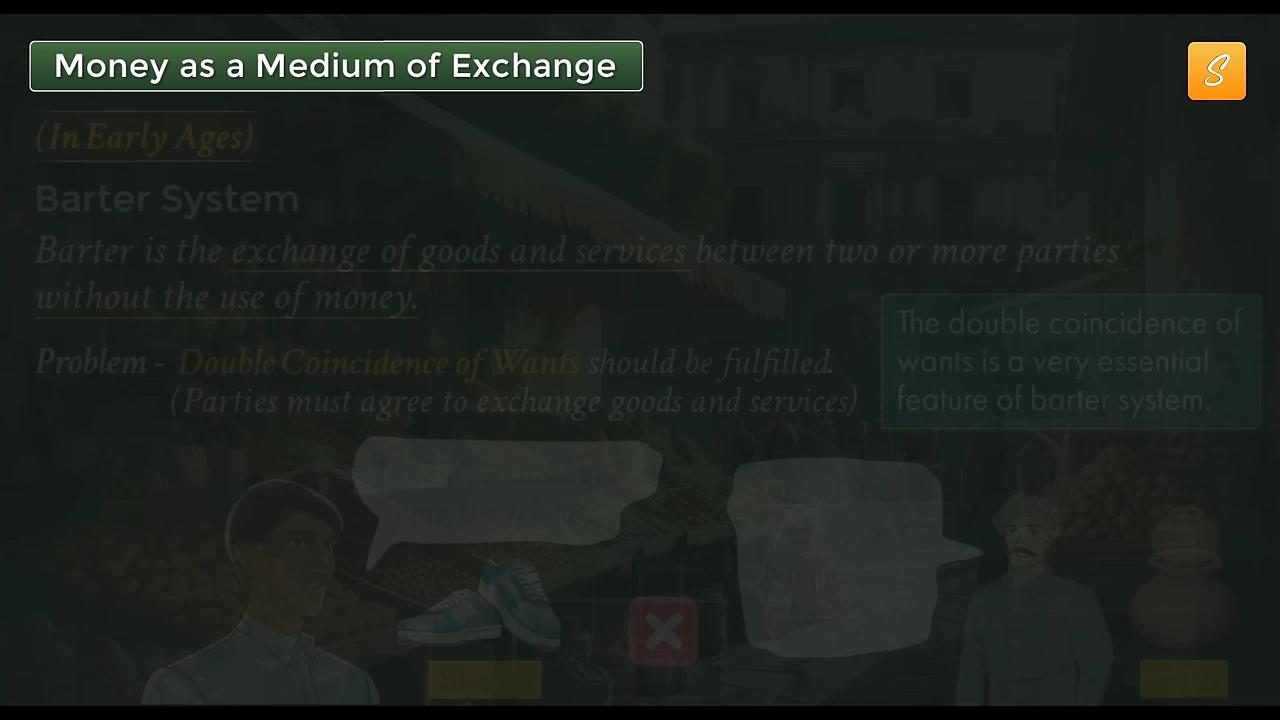 Money as a Medium of Exchange
S
(In Early Ages)
Barter System
Barter is the exchange of goods and services between two or more parties
without the use of money.
Problem - Double Coincidence of Wants should be fulfilled.
(Parties must agree to exchange goods and services)
The double coincidence of
wants is a very essential
feature of barter system.